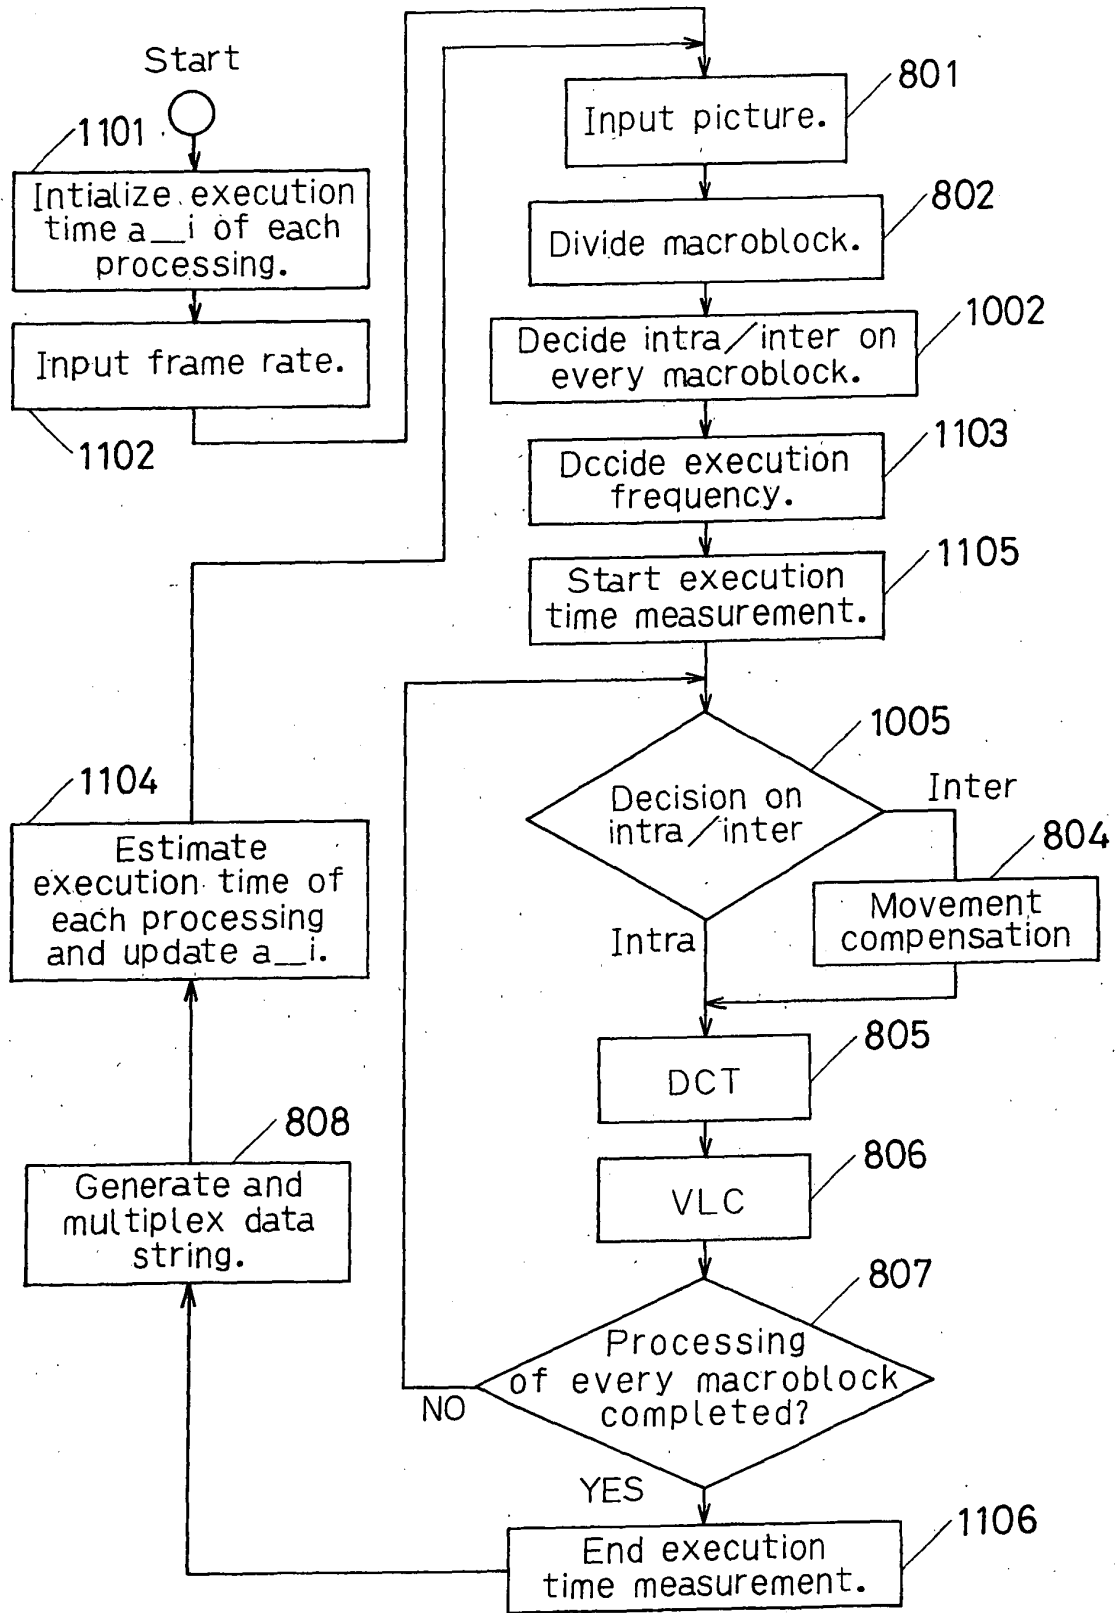 Start
1101
Intialize execution
time a__i of each
processing.
Input frame rate.
1102
801
Input picture.
802
Divide macroblock.
1002
Decide intra/inter on
every macroblock.
1103
Dccide execution
frequency.
1105
Start execution
time measurement.
1005
Decision on
intra/inter
Inter
804
Movement
compensation
Intra
805
DCT
806
VLC
807
Processing
of every macroblock
completed?
NO
YES
1106
End execution
time measurement.
808
Generate and
multiplex data
string.
1104
Estimate
execution time of
each processing
and update a__i.